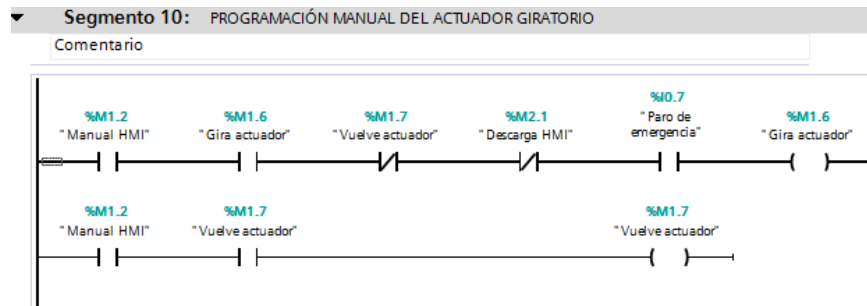 Segmento 10: PROGRAMACIÓN MANUAL DEL ACTUADOR GIRATORIO
Comentario
%M1.2 %M1.6 %M1.7 %M2.1 %I0.7 %M1.6
"Manual HMI" "Gira actuador" "Vuelve actuador" "Descarga HMI" "Paro de emergencia" "Gira actuador"
%M1.2 %M1.7 %M1.7
"Manual HMI" "Vuelve actuador" "Vuelve actuador"